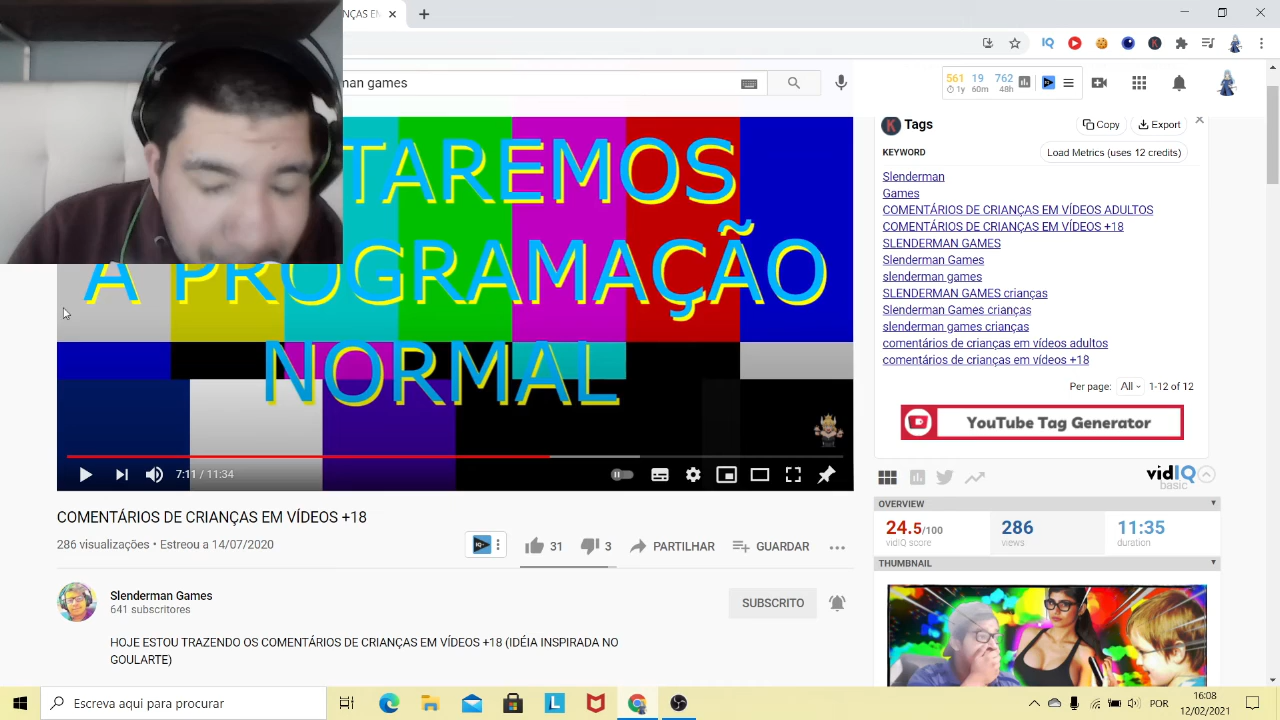 ÇAS EM
man games
561 19 762
1y 60m 48h
TAREMOS
A PROGRAMAÇÃO
NORMAL
7:11 / 11:34
COMENTÁRIOS DE CRIANÇAS EM VÍDEOS +18
286 visualizações • Estreou a 14/07/2020
31
3
PARTILHAR
GUARDAR
Slenderman Games
641 subscritores
SUBSCRITO
HOJE ESTOU TRAZENDO OS COMENTÁRIOS DE CRIANÇAS EM VÍDEOS +18 (IDÉIA INSPIRADA NO
GOULARTE)
K Tags
Copy
Export
KEYWORD
Load Metrics (uses 12 credits)
Slenderman
Games
COMENTÁRIOS DE CRIANÇAS EM VÍDEOS ADULTOS
COMENTÁRIOS DE CRIANÇAS EM VÍDEOS +18
SLENDERMAN GAMES
Slenderman Games
slenderman games
SLENDERMAN GAMES crianças
Slenderman Games crianças
slenderman games crianças
comentários de crianças em vídeos adultos
comentários de crianças em vídeos +18
Per page: All 1-12 of 12
YouTube Tag Generator
vidIQ
basic
OVERVIEW
24.5/100 286 11:35
vidIQ score views duration
THUMBNAIL
Escreva aqui para procurar
POR
16:08
12/02/2021